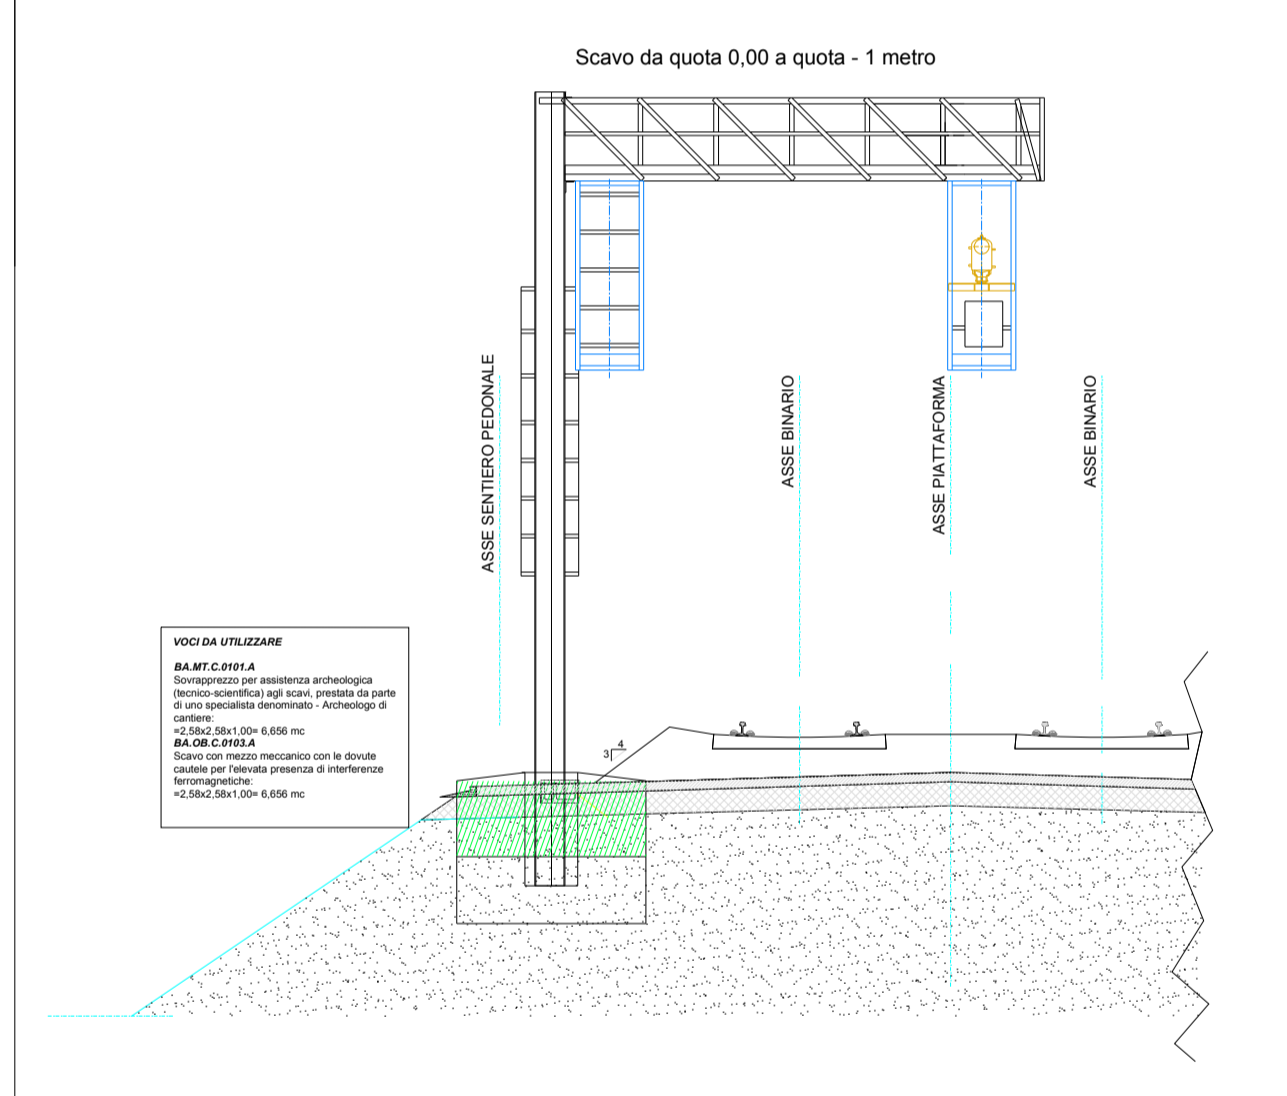 Scavo da quota 0,00 a quota - 1 metro
ASSE SENTIERO PEDONALE
ASSE BINARIO
ASSE PIATTAFORMA
ASSE BINARIO
VOCI DA UTILIZZARE
BA.MT.C.0101.A
Sovrapprezzo per assistenza archeologica
(tecnico-scientifica) agli scavi, prestata da parte
di uno specialista denominato - Archeologo di
cantiere:
=2,58x2,58x1,00= 6,656 mc
BA.OB.C.0103.A
Scavo con mezzo meccanico con le dovute
cautele per l'elevata presenza di interferenze
ferromagnetiche:
=2,58x2,58x1,00= 6,656 mc
4
3